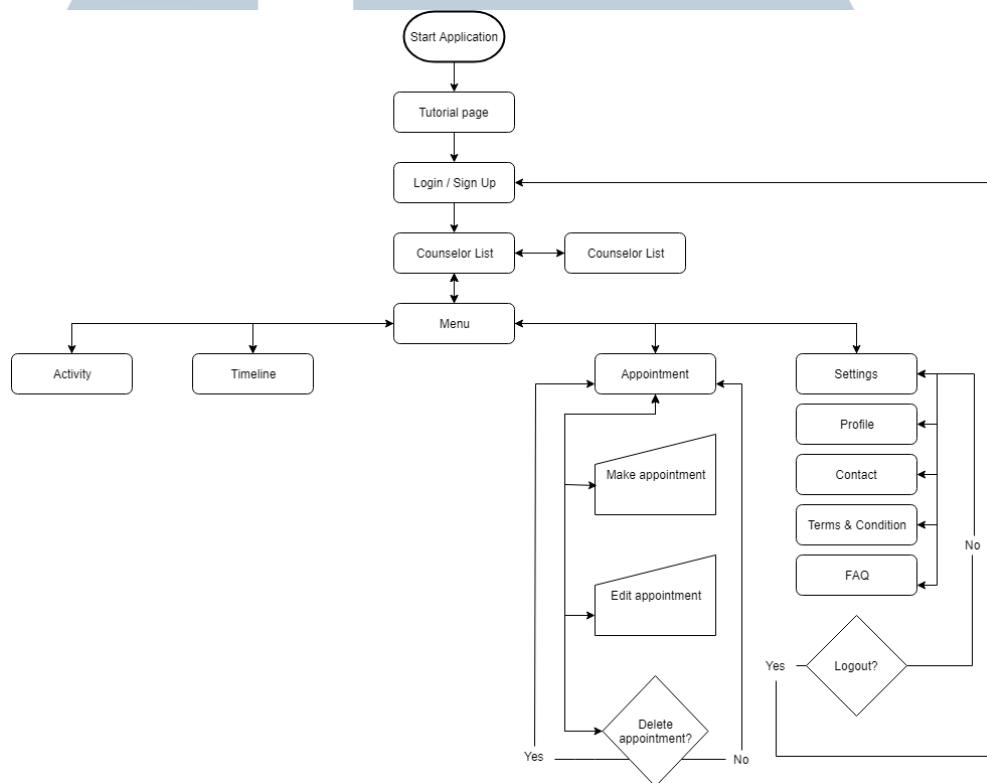 Start Application
Tutorial page
Login / Sign Up
Counselor List
Counselor List
Menu
Activity
Timeline
Appointment
Settings
Profile
Make appointment
Contact
Terms & Condition
No
FAQ
Edit appointment
Yes
Logout?
Delete
appointment?
Yes
No